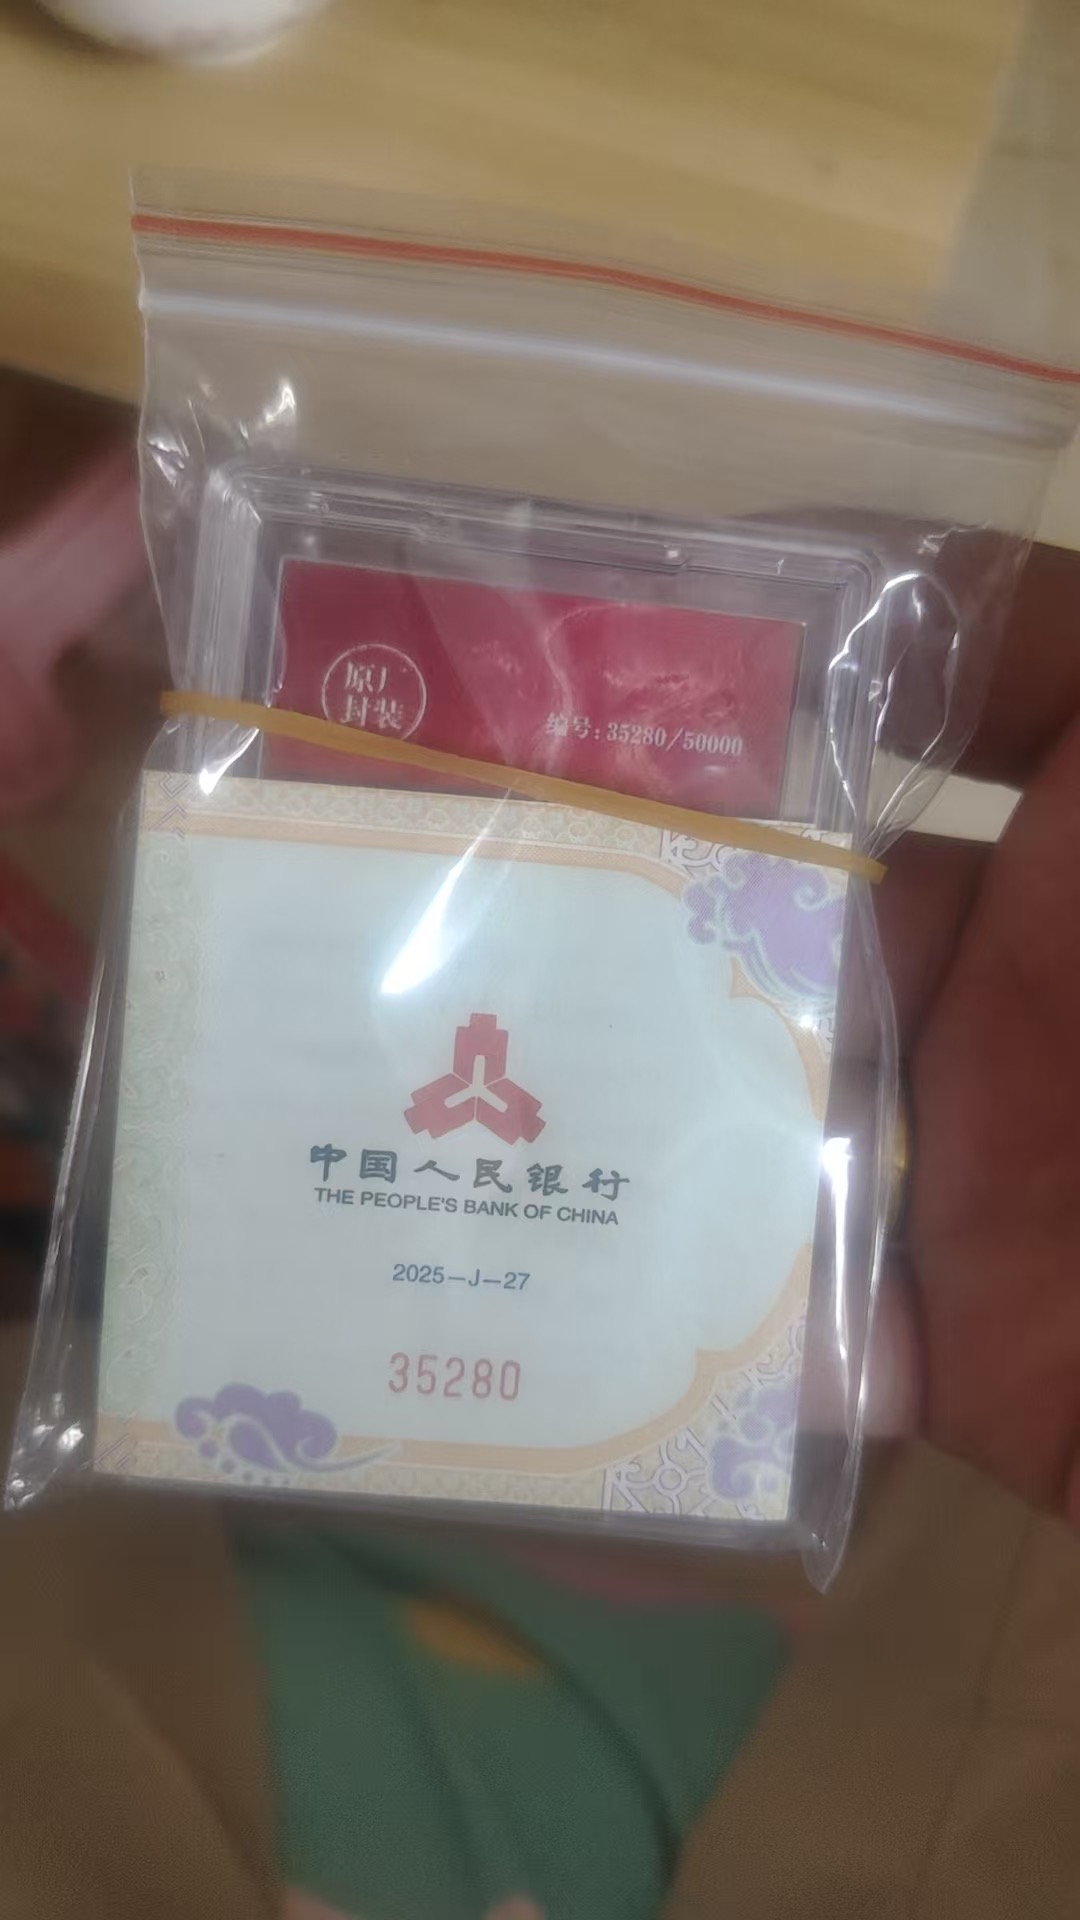 原厂
封装
编号:35280/50000
中国人民银行
THE PEOPLE'S BANK OF CHINA
2025-J-27
35280